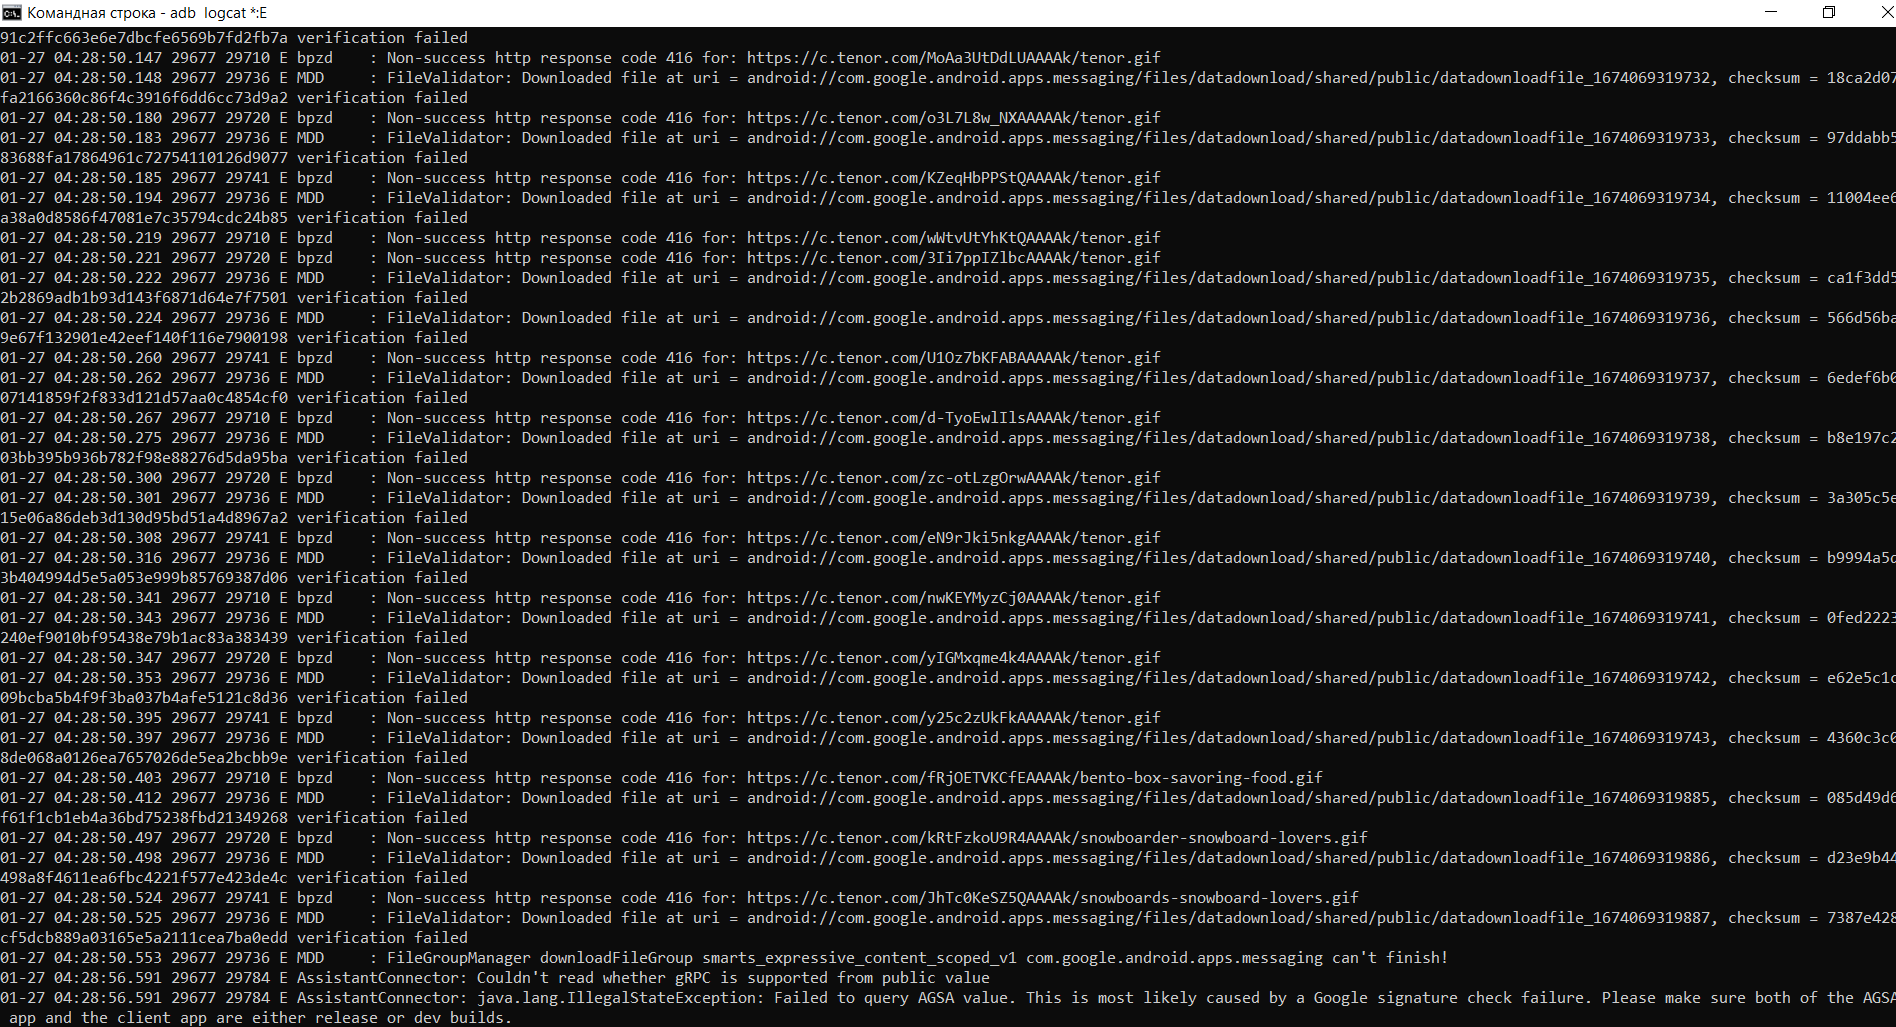 Командная строка - adb  logcat *:E
91c2ffc663e6e7dbcfe6569b7fd2fb7a verification failed
01-27 04:28:50.147 29677 29710 E bpzd    : Non-success http response code 416 for: https://c.tenor.com/MoAa3UtDdLUAAAAk/tenor.gif
01-27 04:28:50.148 29677 29736 E MDD     : FileValidator: Downloaded file at uri = android://com.google.android.apps.messaging/files/datadownload/shared/public/datadownloadfile_1674069319732, checksum = 18ca2d07
fa2166360c86f4c3916f6dd6cc73d9a2 verification failed
01-27 04:28:50.180 29677 29720 E bpzd    : Non-success http response code 416 for: https://c.tenor.com/o3L7L8w_NXAAAAAk/tenor.gif
01-27 04:28:50.183 29677 29736 E MDD     : FileValidator: Downloaded file at uri = android://com.google.android.apps.messaging/files/datadownload/shared/public/datadownloadfile_1674069319733, checksum = 97ddabb5
83688fa17864961c72754110126d9077 verification failed
01-27 04:28:50.185 29677 29741 E bpzd    : Non-success http response code 416 for: https://c.tenor.com/KZeqHbPPStQAAAAk/tenor.gif
01-27 04:28:50.194 29677 29736 E MDD     : FileValidator: Downloaded file at uri = android://com.google.android.apps.messaging/files/datadownload/shared/public/datadownloadfile_1674069319734, checksum = 11004ee6
a38a0d8586f47081e7c35794cdc24b85 verification failed
01-27 04:28:50.219 29677 29710 E bpzd    : Non-success http response code 416 for: https://c.tenor.com/wWtvUtYhKtQAAAAk/tenor.gif
01-27 04:28:50.221 29677 29720 E bpzd    : Non-success http response code 416 for: https://c.tenor.com/3Ii7ppIZlbcAAAAk/tenor.gif
01-27 04:28:50.222 29677 29736 E MDD     : FileValidator: Downloaded file at uri = android://com.google.android.apps.messaging/files/datadownload/shared/public/datadownloadfile_1674069319735, checksum = ca1f3dd5
2b2869adb1b93d143f6871d64e7f7501 verification failed
01-27 04:28:50.224 29677 29736 E MDD     : FileValidator: Downloaded file at uri = android://com.google.android.apps.messaging/files/datadownload/shared/public/datadownloadfile_1674069319736, checksum = 566d56ba
9e67f132901e42eef140f116e7900198 verification failed
01-27 04:28:50.260 29677 29741 E bpzd    : Non-success http response code 416 for: https://c.tenor.com/U1Oz7bKFABAAAAAk/tenor.gif
01-27 04:28:50.262 29677 29736 E MDD     : FileValidator: Downloaded file at uri = android://com.google.android.apps.messaging/files/datadownload/shared/public/datadownloadfile_1674069319737, checksum = 6edef6b0
07141859f2f833d121d57aa0c4854cf0 verification failed
01-27 04:28:50.267 29677 29710 E bpzd    : Non-success http response code 416 for: https://c.tenor.com/d-TyoEwlIlsAAAAk/tenor.gif
01-27 04:28:50.275 29677 29736 E MDD     : FileValidator: Downloaded file at uri = android://com.google.android.apps.messaging/files/datadownload/shared/public/datadownloadfile_1674069319738, checksum = b8e197c2
03bb395b936b782f98e88276d5da95ba verification failed
01-27 04:28:50.300 29677 29720 E bpzd    : Non-success http response code 416 for: https://c.tenor.com/zc-otLzgOrwAAAAk/tenor.gif
01-27 04:28:50.301 29677 29736 E MDD     : FileValidator: Downloaded file at uri = android://com.google.android.apps.messaging/files/datadownload/shared/public/datadownloadfile_1674069319739, checksum = 3a305c5e
15e06a86deb3d130d95bd51a4d8967a2 verification failed
01-27 04:28:50.308 29677 29741 E bpzd    : Non-success http response code 416 for: https://c.tenor.com/eN9rJki5nkgAAAAk/tenor.gif
01-27 04:28:50.316 29677 29736 E MDD     : FileValidator: Downloaded file at uri = android://com.google.android.apps.messaging/files/datadownload/shared/public/datadownloadfile_1674069319740, checksum = b9994a5d
3b404994d5e5a053e999b85769387d06 verification failed
01-27 04:28:50.341 29677 29710 E bpzd    : Non-success http response code 416 for: https://c.tenor.com/nwKEYMyzCj0AAAAk/tenor.gif
01-27 04:28:50.343 29677 29736 E MDD     : FileValidator: Downloaded file at uri = android://com.google.android.apps.messaging/files/datadownload/shared/public/datadownloadfile_1674069319741, checksum = 0fed2223
240ef9010bf95438e79b1ac83a383439 verification failed
01-27 04:28:50.347 29677 29720 E bpzd    : Non-success http response code 416 for: https://c.tenor.com/yIGMxqme4k4AAAAk/tenor.gif
01-27 04:28:50.353 29677 29736 E MDD     : FileValidator: Downloaded file at uri = android://com.google.android.apps.messaging/files/datadownload/shared/public/datadownloadfile_1674069319742, checksum = e62e5c1c
09bcba5b4f9f3ba037b4afe5121c8d36 verification failed
01-27 04:28:50.395 29677 29741 E bpzd    : Non-success http response code 416 for: https://c.tenor.com/y25c2zUkFkAAAAAk/tenor.gif
01-27 04:28:50.397 29677 29736 E MDD     : FileValidator: Downloaded file at uri = android://com.google.android.apps.messaging/files/datadownload/shared/public/datadownloadfile_1674069319743, checksum = 4360c3c0
8de068a0126ea7657026de5ea2bcbb9e verification failed
01-27 04:28:50.403 29677 29710 E bpzd    : Non-success http response code 416 for: https://c.tenor.com/fRjOETVKCfEAAAAk/bento-box-savoring-food.gif
01-27 04:28:50.412 29677 29736 E MDD     : FileValidator: Downloaded file at uri = android://com.google.android.apps.messaging/files/datadownload/shared/public/datadownloadfile_1674069319885, checksum = 085d49d6
f61f1cb1eb4a36bd75238fbd21349268 verification failed
01-27 04:28:50.497 29677 29720 E bpzd    : Non-success http response code 416 for: https://c.tenor.com/kRtFzkoU9R4AAAAk/snowboarder-snowboard-lovers.gif
01-27 04:28:50.498 29677 29736 E MDD     : FileValidator: Downloaded file at uri = android://com.google.android.apps.messaging/files/datadownload/shared/public/datadownloadfile_1674069319886, checksum = d23e9b44
498a8f4611ea6fbc4221f577e423de4c verification failed
01-27 04:28:50.524 29677 29741 E bpzd    : Non-success http response code 416 for: https://c.tenor.com/JhTc0KeSZ5QAAAAk/snowboards-snowboard-lovers.gif
01-27 04:28:50.525 29677 29736 E MDD     : FileValidator: Downloaded file at uri = android://com.google.android.apps.messaging/files/datadownload/shared/public/datadownloadfile_1674069319887, checksum = 7387e428
cf5dcb889a03165e5a2111cea7ba0edd verification failed
01-27 04:28:50.553 29677 29736 E MDD     : FileGroupManager downloadFileGroup smarts_expressive_content_scoped_v1 com.google.android.apps.messaging can't finish!
01-27 04:28:56.591 29677 29784 E AssistantConnector: Couldn't read whether gRPC is supported from public value
01-27 04:28:56.591 29677 29784 E AssistantConnector: java.lang.IllegalStateException: Failed to query AGSA value. This is most likely caused by a Google signature check failure. Please make sure both of the AGSA
 app and the client app are either release or dev builds.